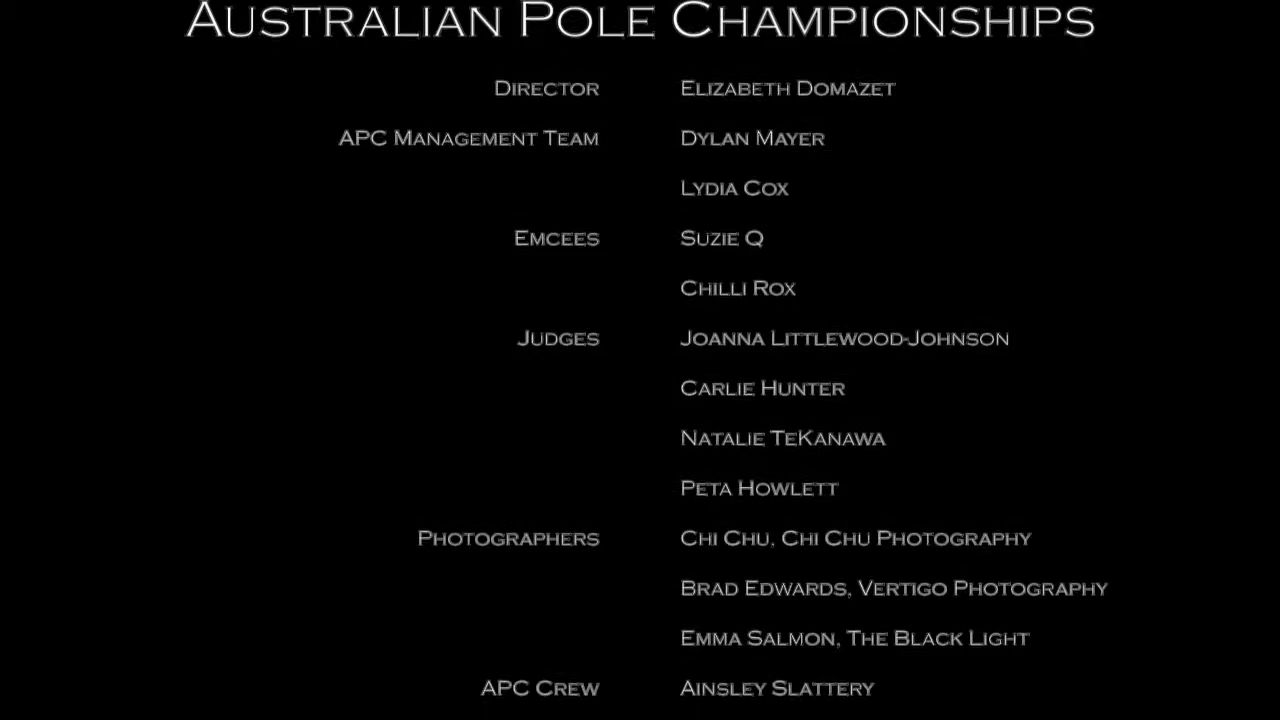 Australian Pole Championships
Director Elizabeth Domazet
APC Management Team Dylan Mayer
Lydia Cox
Emcees Suzie Q
Chilli Rox
Judges Joanna Littlewood-Johnson
Carlie Hunter
Natalie TeKanawa
Peta Howlett
Photographers Chi Chu, Chi Chu Photography
Brad Edwards, Vertigo Photography
Emma Salmon, The Black Light
APC Crew Ainsley Slattery